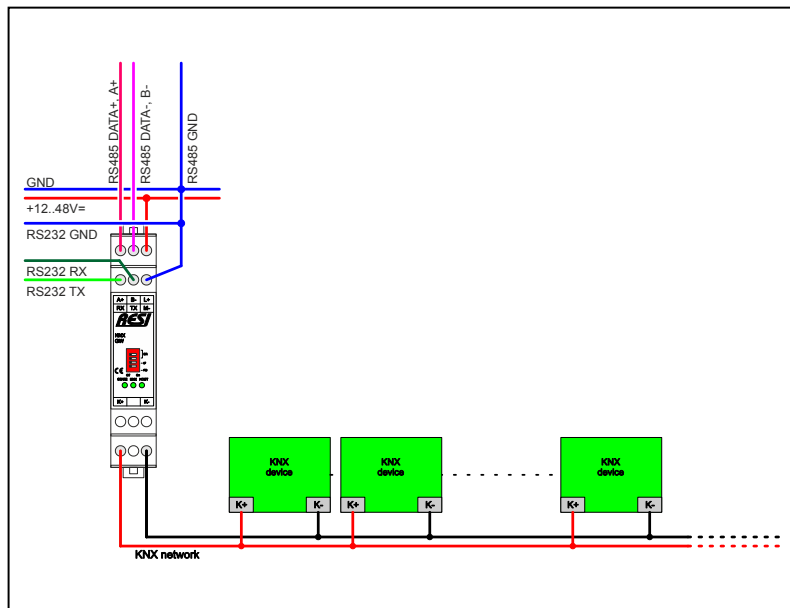 RS485 DATA+, A+
RS485 DATA-, B-
RS485 GND
GND
+12..48V=
RS232 GND
RS232 RX
RS232 TX
A+ B- L+
RX TX M-
RESI
KNX
K+ K-
KNX
device
KNX
device
KNX
device
K+ K- K+ K- K+ K-
KNX network